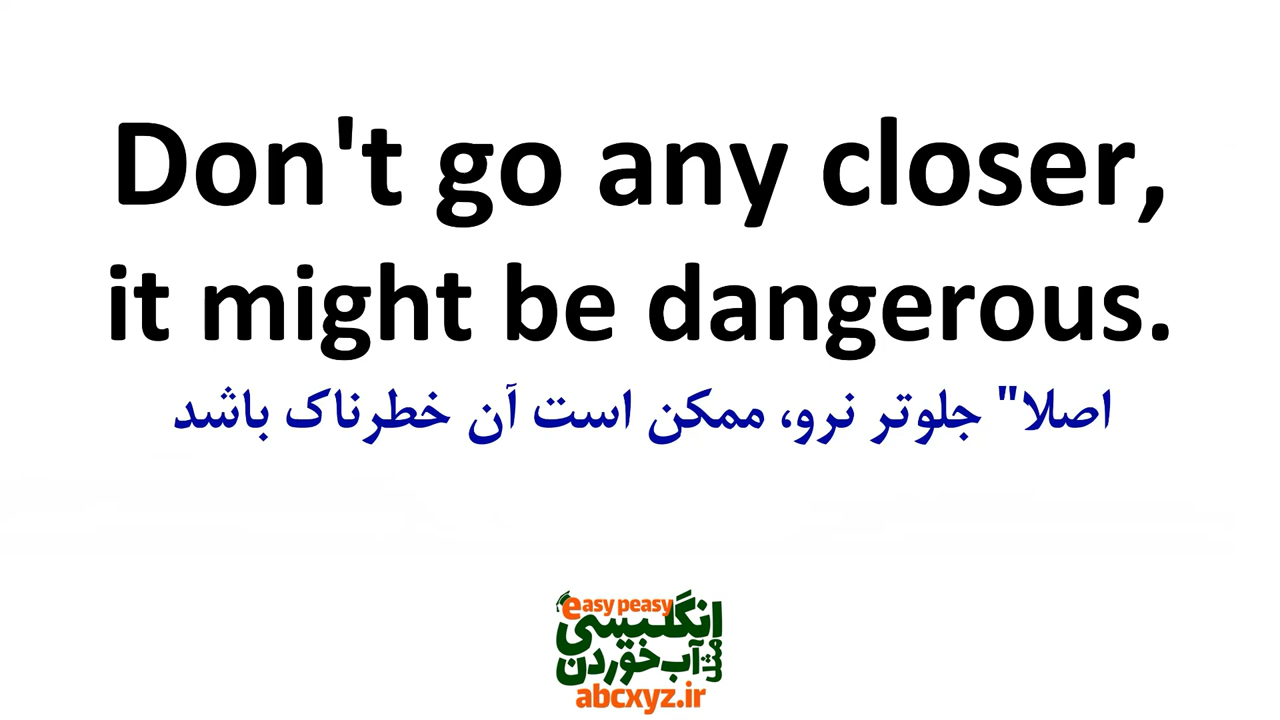 Don't go any closer,
it might be dangerous.
اصلا" جلوتر نرو، ممکن است آن خطرناک باشد
easy peasy
انگلیسی
مثل
آب خوردن
abcxyz.ir